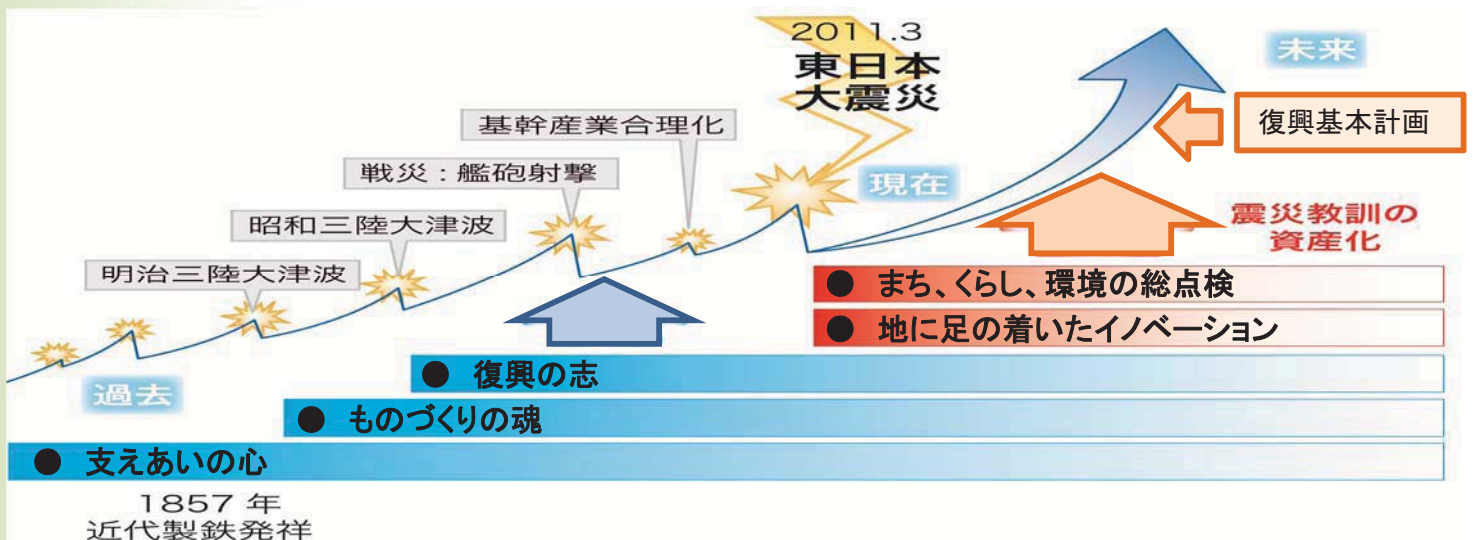 2011.3
東日本
大震災
未来
復興基本計画
基幹産業合理化
戦災：艦砲射撃
現在
昭和三陸大津波
震災教訓の
資産化
明治三陸大津波
● まち、くらし、環境の総点検
● 地に足の着いたイノベーション
● 復興の志
過去
● ものづくりの魂
● 支えあいの心
1857 年
近代製鉄発祥